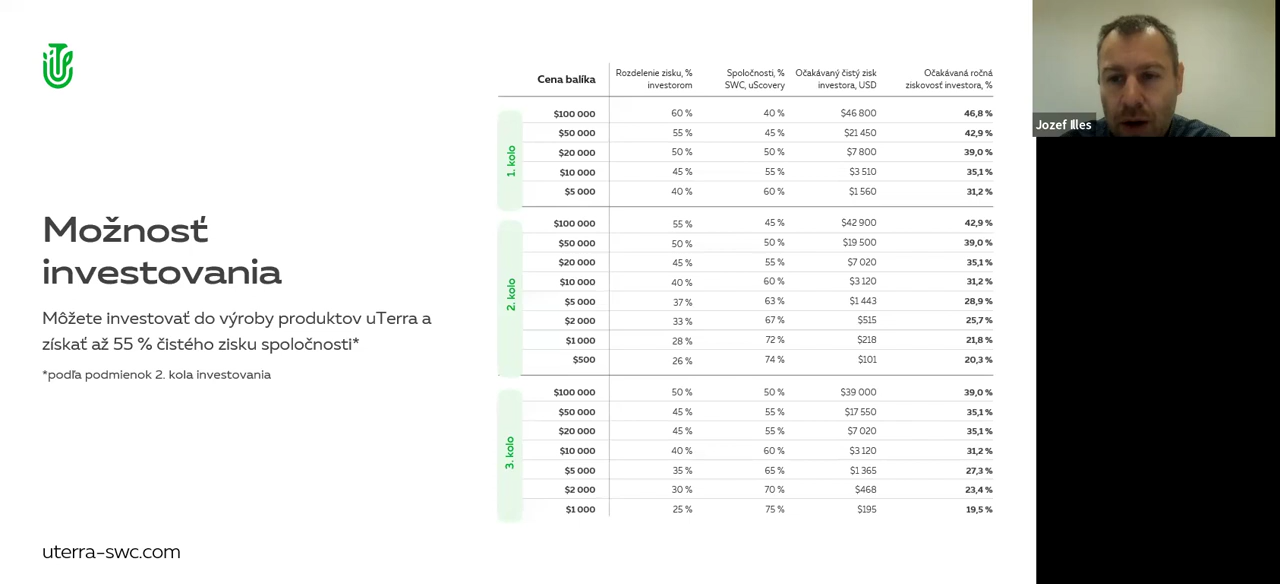 Možnosť
investovania
Môžete investovať do výroby produktov uTerra a
získať až 55 % čistého zisku spoločnosti*
*podľa podmienok 2. kola investovania
uterra-swc.com
Cena balíka Rozdelenie zisku, % investorom Spoločnosti, % SWC, uScovery Očakávaný čistý zisk investora, USD Očakávaná ročná ziskovosť investora, %
1. kolo
$100 000 60 % 40 % $46 800 46,8 %
$50 000 55 % 45 % $21 450 42,9 %
$20 000 50 % 50 % $7 800 39,0 %
$10 000 45 % 55 % $3 510 35,1 %
$5 000 40 % 60 % $1 560 31,2 %
2. kolo
$100 000 55 % 45 % $42 900 42,9 %
$50 000 50 % 50 % $19 500 39,0 %
$20 000 45 % 55 % $7 020 35,1 %
$10 000 40 % 60 % $3 120 31,2 %
$5 000 37 % 63 % $1 443 28,9 %
$2 000 33 % 67 % $515 25,7 %
$1 000 28 % 72 % $218 21,8 %
$500 26 % 74 % $101 20,3 %
3. kolo
$100 000 50 % 50 % $39 000 39,0 %
$50 000 45 % 55 % $17 550 35,1 %
$20 000 45 % 55 % $7 020 35,1 %
$10 000 40 % 60 % $3 120 31,2 %
$5 000 35 % 65 % $1 365 27,3 %
$2 000 30 % 70 % $468 23,4 %
$1 000 25 % 75 % $195 19,5 %
Jozef Illes